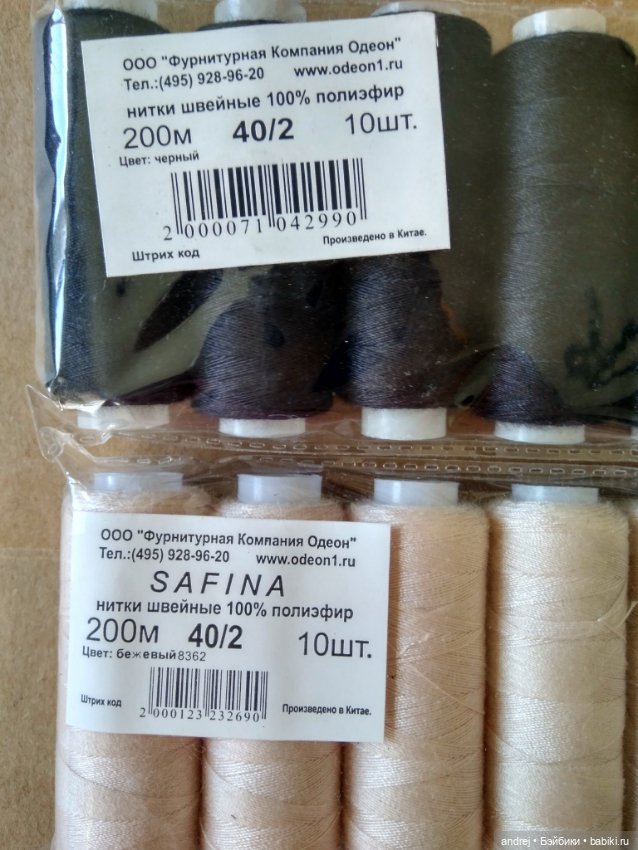 ООО "Фурнитурная Компания Одеон"
Тел.:(495) 928-96-20 www.odeon1.ru
нитки швейные 100% полиэфир
200м 40/2 10шт.
Цвет: черный
2 000071 042990
Штрих код Произведено в Китае.
ООО "Фурнитурная Компания Одеон"
Тел.:(495) 928-96-20 www.odeon1.ru
SAFINA
нитки швейные 100% полиэфир
200м 40/2 10шт.
Цвет: бежевый8362
Штрих код Произведено в Китае.
2 000123 232690
andrej • Бэйбики • babiki.ru